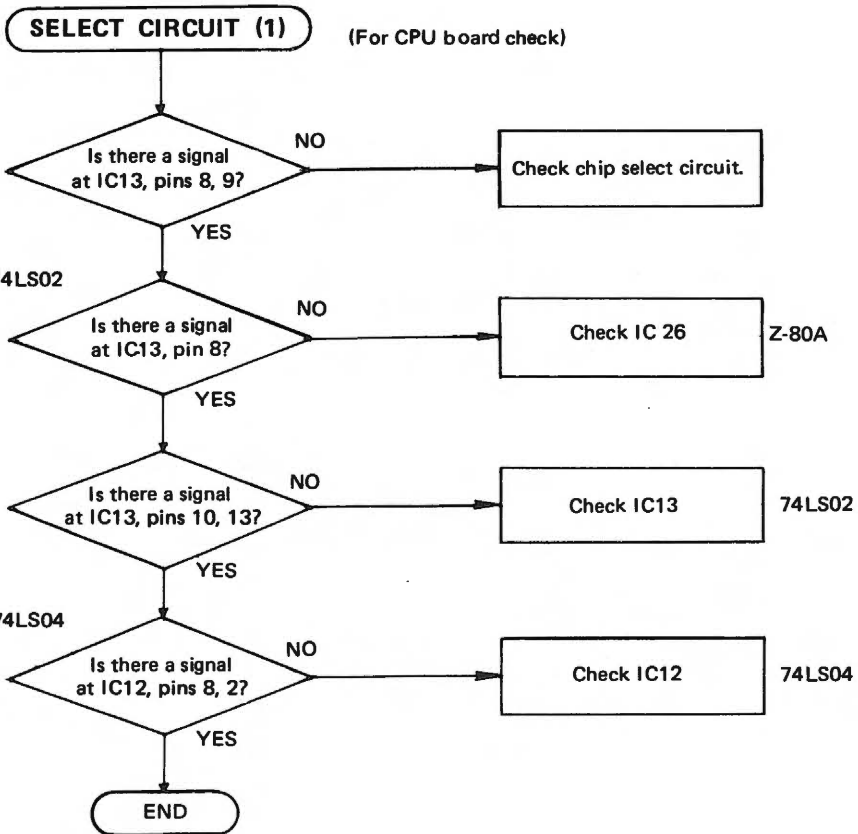 SELECT CIRCUIT (1)
(For CPU board check)
Is there a signal
at IC13, pins 8, 9?
NO
Check chip select circuit.
YES
4LS02
Is there a signal
at IC13, pin 8?
NO
Check IC 26
Z-80A
YES
Is there a signal
at IC13, pins 10, 13?
NO
Check IC13
74LS02
YES
74LS04
Is there a signal
at IC12, pins 8, 2?
NO
Check IC12
74LS04
YES
END